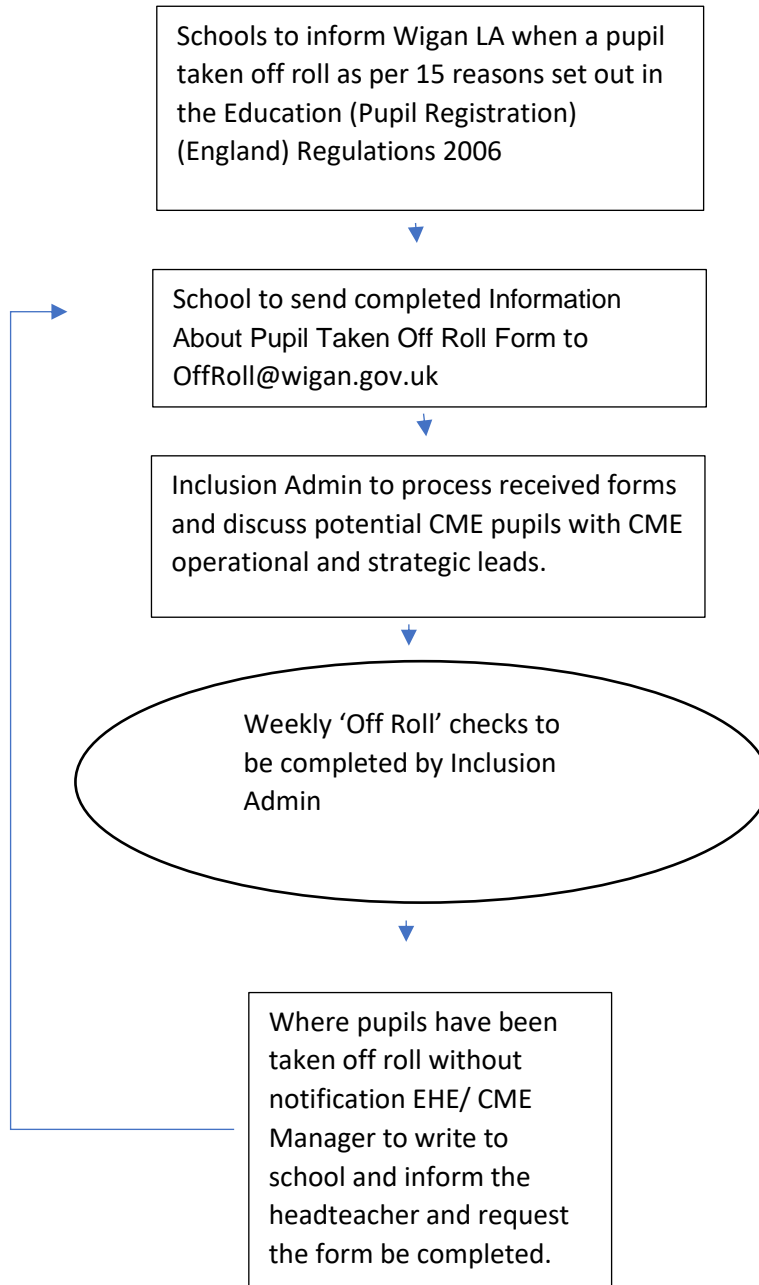 Schools to inform Wigan LA when a pupil
taken off roll as per 15 reasons set out in
the Education (Pupil Registration)
(England) Regulations 2006
School to send completed Information
About Pupil Taken Off Roll Form to
OffRoll@wigan.gov.uk
Inclusion Admin to process received forms
and discuss potential CME pupils with CME
operational and strategic leads.
Weekly ‘Off Roll’ checks to
be completed by Inclusion
Admin
Where pupils have been
taken off roll without
notification EHE/ CME
Manager to write to
school and inform the
headteacher and request
the form be completed.